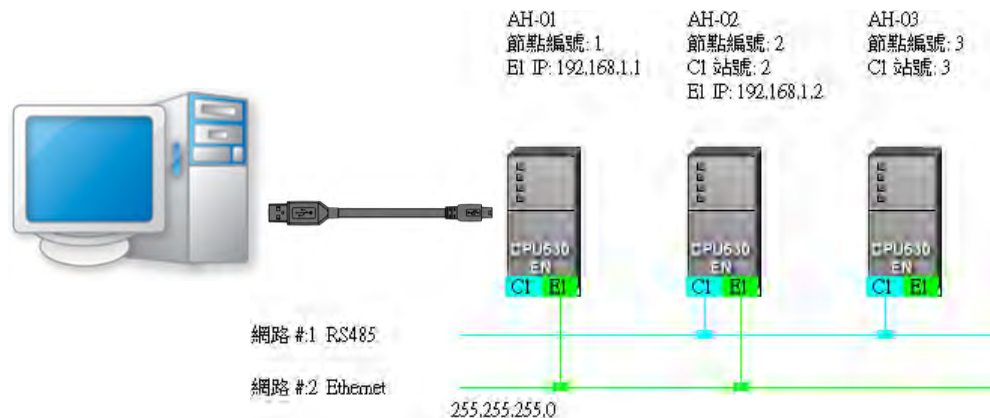 AH-01
節點編號: 1
E1 IP: 192.168.1.1
AH-02
節點編號: 2
C1 站號: 2
E1 IP: 192.168.1.2
AH-03
節點編號: 3
C1 站號: 3
CPU530
EN
C1 E1
CPU530
EN
C1 E1
CPU530
EN
C1 E1
網路 #:1 RS485
網路 #:2 Ethernet
255.255.255.0